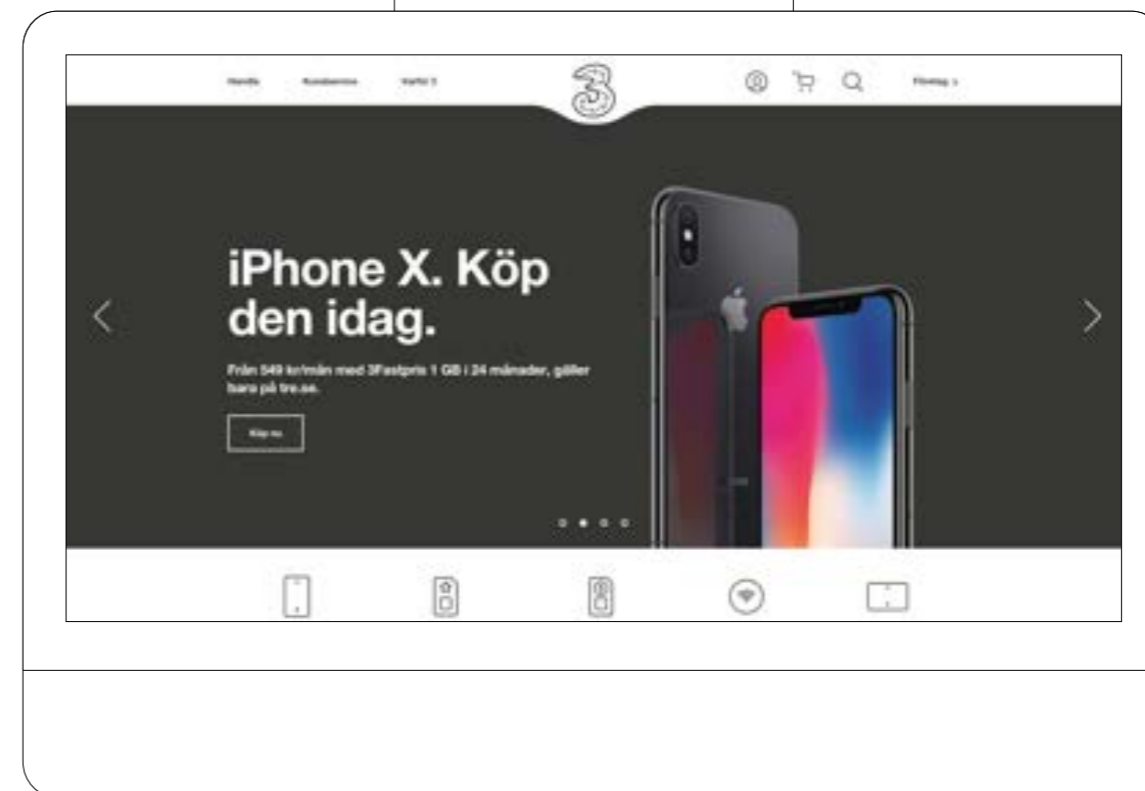 Handla Kundservice Varför 3 3 Företag >
iPhone X. Köp
den idag.
Från 549 kr/mån med 3Fastpris 1 GB i 24 månader, gäller
bara på tre.se.
Köp nu